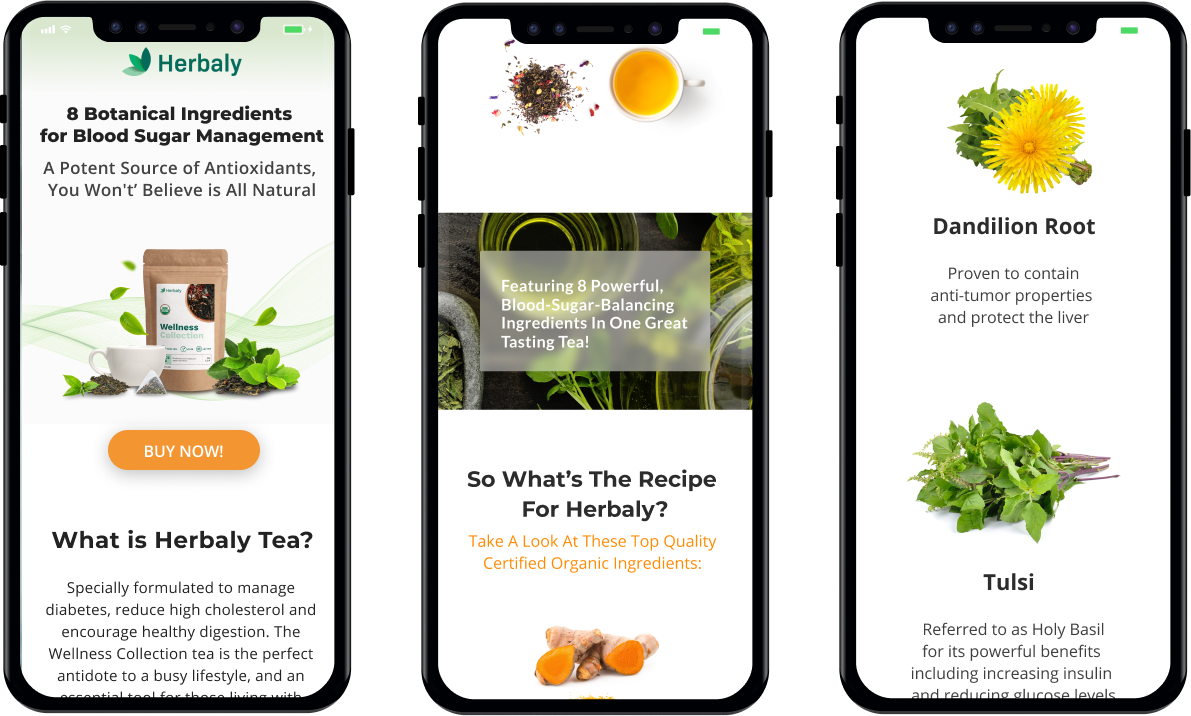 Herbaly
8 Botanical Ingredients
for Blood Sugar Management
A Potent Source of Antioxidants,
You Won't’ Believe is All Natural
Herbaly
Wellness
Collection
BUY NOW!
What is Herbaly Tea?
Specially formulated to manage
diabetes, reduce high cholesterol and
encourage healthy digestion. The
Wellness Collection tea is the perfect
antidote to a busy lifestyle, and an
essential tool for those living with
Featuring 8 Powerful,
Blood-Sugar-Balancing
Ingredients In One Great
Tasting Tea!
So What’s The Recipe
For Herbaly?
Take A Look At These Top Quality
Certified Organic Ingredients:
Dandilion Root
Proven to contain
anti-tumor properties
and protect the liver
Tulsi
Referred to as Holy Basil
for its powerful benefits
including increasing insulin
and reducing glucose levels